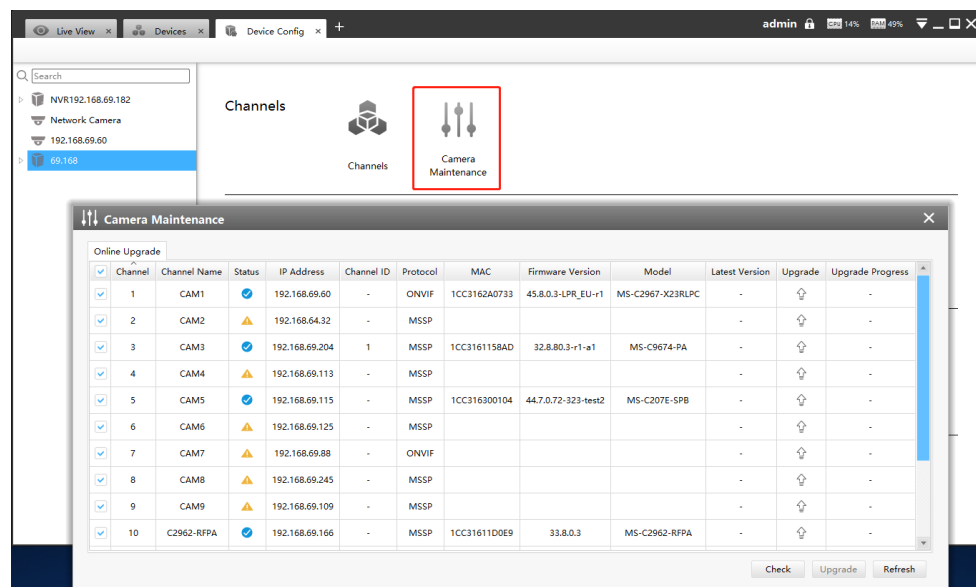 Live View × Devices × Device Config × + admin CPU 14% RAM 49%
Search
NVR192.168.69.182
Network Camera
192.168.69.60
69.168
Channels
Channels
Camera
Maintenance
Camera Maintenance
Online Upgrade
Channel Channel Name Status IP Address Channel ID Protocol MAC Firmware Version Model Latest Version Upgrade Upgrade Progress
1 CAM1 192.168.69.60 - ONVIF 1CC3162A0733 45.8.0.3-LPR_EU-r1 MS-C2967-X23RLPC - -
2 CAM2 192.168.64.32 - MSSP - -
3 CAM3 192.168.69.204 1 MSSP 1CC3161158AD 32.8.80.3-r1-a1 MS-C9674-PA - -
4 CAM4 192.168.69.113 - MSSP - -
5 CAM5 192.168.69.115 - MSSP 1CC316300104 44.7.0.72-323-test2 MS-C207E-SPB - -
6 CAM6 192.168.69.125 - MSSP - -
7 CAM7 192.168.69.88 - ONVIF - -
8 CAM8 192.168.69.245 - MSSP - -
9 CAM9 192.168.69.109 - MSSP - -
10 C2962-RFPA 192.168.69.166 - MSSP 1CC31611D0E9 33.8.0.3 MS-C2962-RFPA - -
Check Upgrade Refresh